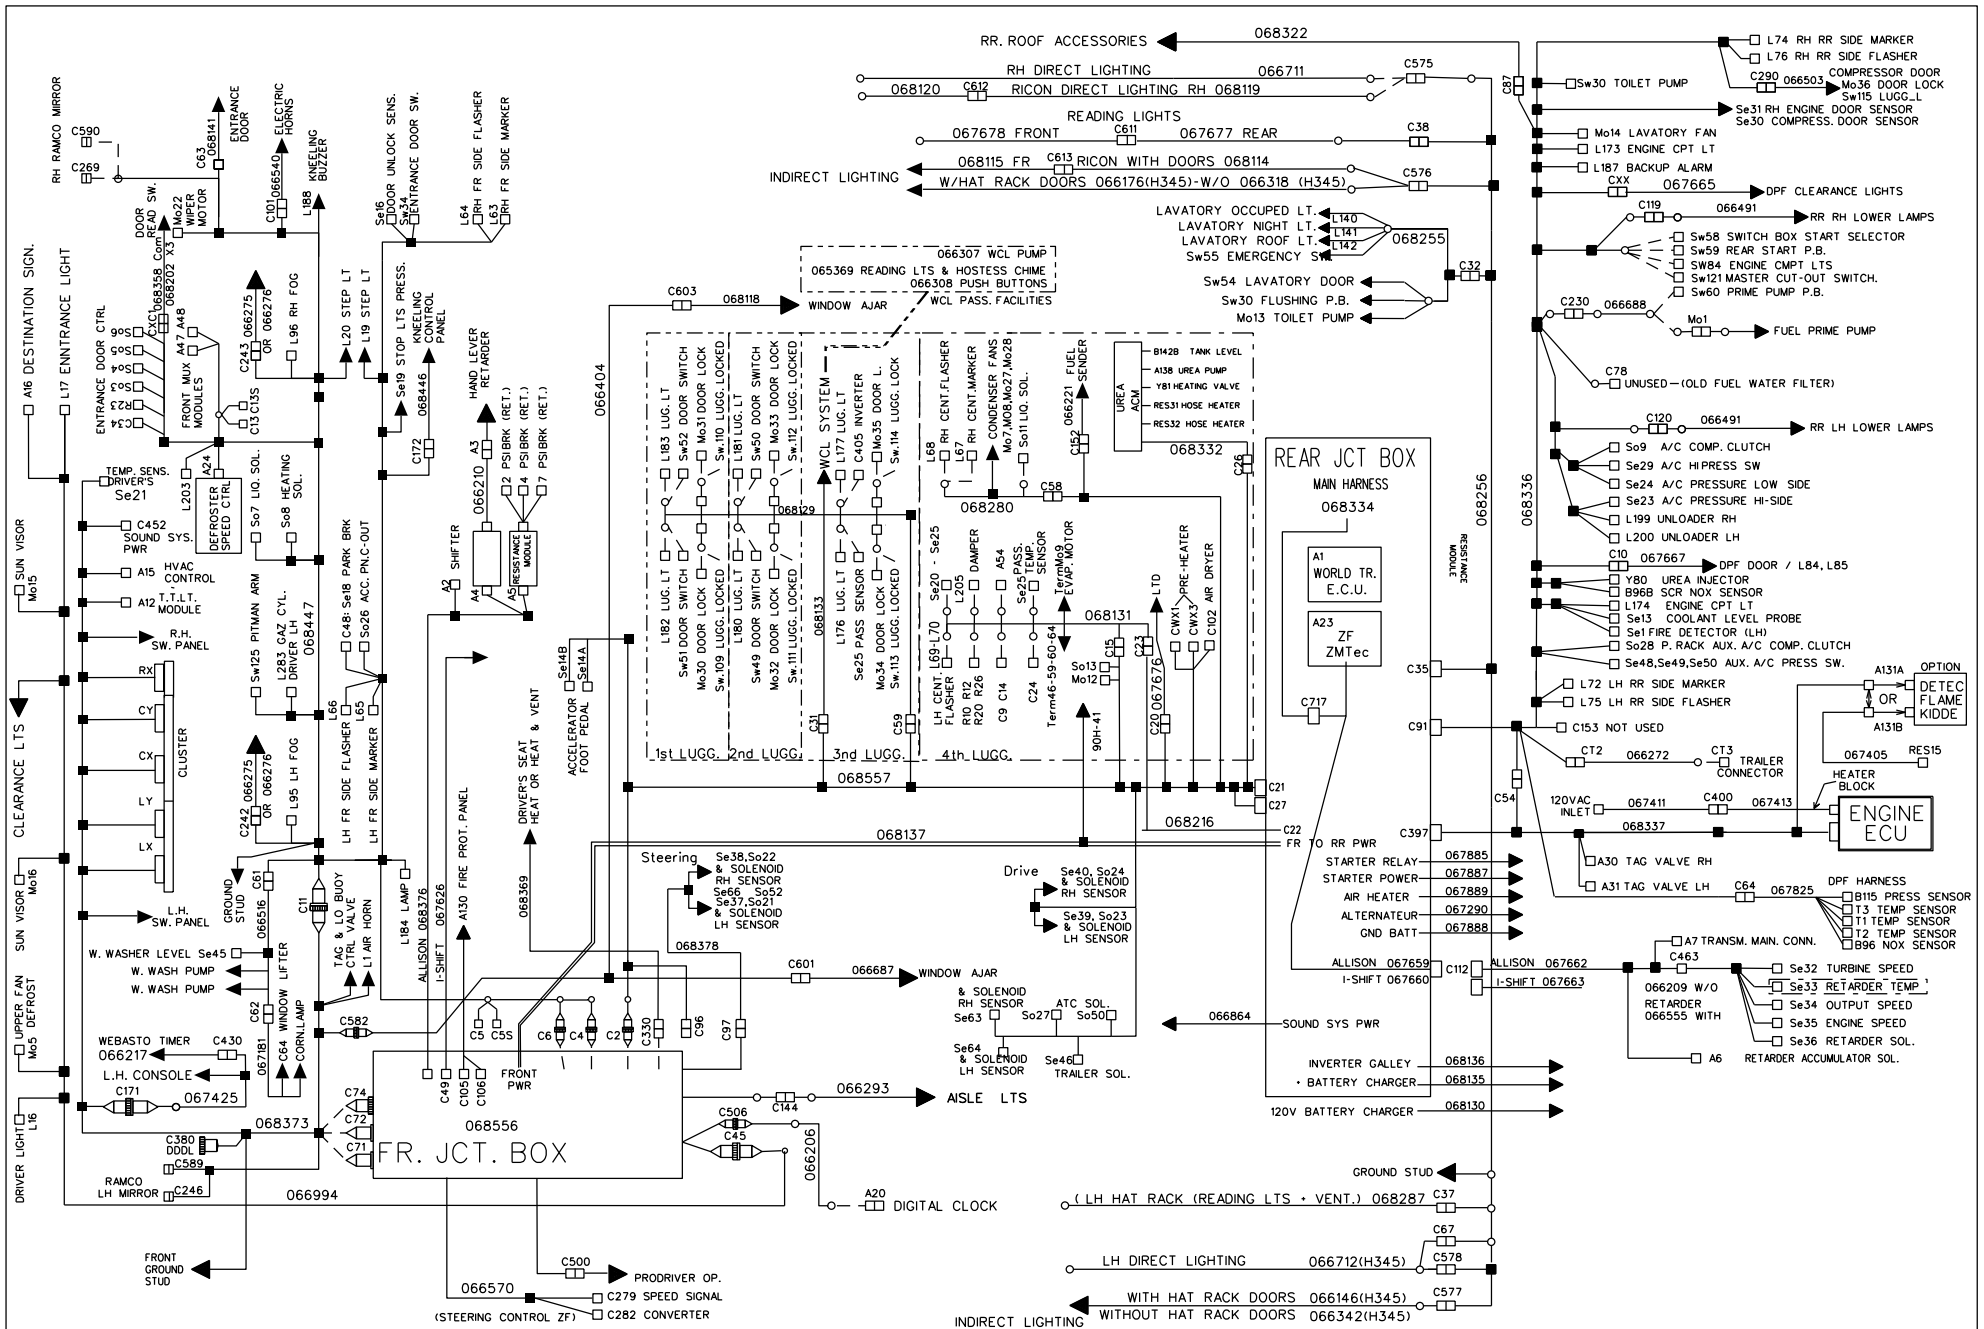 RR. ROOF ACCESSORIES
068322
RH DIRECT LIGHTING
066711
C575
068120
C612
RICON DIRECT LIGHTING RH 068119
READING LIGHTS
067678 FRONT
C611
067677 REAR
C38
INDIRECT LIGHTING
068115 FR
C613
RICON WITH DOORS 068114
W/HAT RACK DOORS 066176(H345)-W/O 066318 (H345)
C576
LAVATORY OCCUPED LT.
L140
LAVATORY NIGHT LT.
L141
LAVATORY ROOF LT.
L142
Sw55 EMERGENCY SW.
068255
C32
Sw54 LAVATORY DOOR
Sw30 FLUSHING P.B.
Mo13 TOILET PUMP
C87
L74 RH RR SIDE MARKER
L76 RH RR SIDE FLASHER
C290 066503
COMPRESSOR DOOR
Mo36 DOOR LOCK
Sw115 LUGG_L
Sw30 TOILET PUMP
Se31 RH ENGINE DOOR SENSOR
Se30 COMPRESS. DOOR SENSOR
Mo14 LAVATORY FAN
L173 ENGINE CPT LT
L187 BACKUP ALARM
CXX
067665
DPF CLEARANCE LIGHTS
C119
066491
RR RH LOWER LAMPS
Sw58 SWITCH BOX START SELECTOR
Sw59 REAR START P.B.
SW84 ENGINE CMPT LTS
Sw121 MASTER CUT-OUT SWITCH.
Sw60 PRIME PUMP P.B.
C230
066688
Mo1
FUEL PRIME PUMP
C78
UNUSED-(OLD FUEL WATER FILTER)
C120
066491
RR LH LOWER LAMPS
So9 A/C COMP. CLUTCH
Se29 A/C HIPRESS SW
Se24 A/C PRESSURE LOW SIDE
Se23 A/C PRESSURE HI-SIDE
L199 UNLOADER RH
L200 UNLOADER LH
068256
068336
RESISTANCE
MODULE
C10
067667
DPF DOOR / L84, L85
Y80 UREA INJECTOR
B96B SCR NOX SENSOR
L174 ENGINE CPT LT
Se13 COOLANT LEVEL PROBE
Se1 FIRE DETECTOR (LH)
So28 P. RACK AUX. A/C COMP. CLUTCH
Se48,Se49,Se50 AUX. A/C PRESS SW.
L72 LH RR SIDE MARKER
L75 LH RR SIDE FLASHER
C153 NOT USED
A131A
OPTION
OR
A131B
DETEC
FLAME
KIDDE
CT2
066272
CT3
TRAILER
CONNECTOR
067405
RES15
HEATER
BLOCK
C54
120VAC
INLET
067411
C400
067413
068337
ENGINE
ECU
A30 TAG VALVE RH
A31 TAG VALVE LH
C64
067825
DPF HARNESS
B115 PRESS SENSOR
T3 TEMP SENSOR
T1 TEMP SENSOR
T2 TEMP SENSOR
B96 NOX SENSOR
A7 TRANSM. MAIN. CONN.
C112
ALLISON 067662
I-SHIFT 067663
C463
066209 W/O
RETARDER
066555 WITH
Se32 TURBINE SPEED
Se33 RETARDER TEMP
Se34 OUTPUT SPEED
Se35 ENGINE SPEED
Se36 RETARDER SOL.
A6
RETARDER ACCUMULATOR SOL.
REAR JCT BOX
MAIN HARNESS
068334
A1
WORLD TR.
E.C.U.
A23
ZF
ZMTec
C717
C35
C91
C397
C21
C27
C22
FR TO RR PWR
STARTER RELAY
067885
STARTER POWER
067887
AIR HEATER
067889
ALTERNATEUR
067290
GND BATT
067888
ALLISON 067659
I-SHIFT 067660
SOUND SYS PWR
066864
INVERTER GALLEY
068136
+ BATTERY CHARGER
068135
120V BATTERY CHARGER
068130
GROUND STUD
( LH HAT RACK (READING LTS + VENT.) 068287
C37
C67
LH DIRECT LIGHTING
066712(H345)
C578
INDIRECT LIGHTING
WITH HAT RACK DOORS 066146(H345)
WITHOUT HAT RACK DOORS 066342(H345)
C577
066307 WCL PUMP
065369 READING LTS & HOSTESS CHIME
066308 PUSH BUTTONS
WCL PASS. FACILITIES
C603
068118
WINDOW AJAR
066404
L183 LUG. LT
Sw52 DOOR SWITCH
Mo31 DOOR LOCK
Sw.110 LUGG. LOCKED
L181 LUG. LT
Sw50 DOOR SWITCH
Mo33 DOOR LOCK
Sw.112 LUGG. LOCKED
WCL SYSTEM
L177 LUG. LT
C405 INVERTER
Mo35 DOOR L.
Sw.114 LUGG. LOCK
068129
L182 LUG. LT
Sw51 DOOR SWITCH
Mo30 DOOR LOCK
Sw.109 LUGG. LOCKED
L180 LUG. LT
Sw49 DOOR SWITCH
Mo32 DOOR LOCK
Sw.111 LUGG. LOCKED
068133
L176 LUG. LT
Se25 PASS SENSOR
Mo34 DOOR LOCK
Sw.113 LUGG. LOCKED
C31
C59
1st LUGG.
2nd LUGG.
3nd LUGG.
4th LUGG.
L68
RH CENT.FLASHER
L67
RH CENT.MARKER
CONDENSER FANS
Mo7,M08,Mo27,Mo28
So11 LIQ. SOL.
066221 FUEL
SENDER
C152
C58
068280
UREA
ACM
B142B TANK LEVEL
A138 UREA PUMP
Y81 HEATING VALVE
RES31 HOSE HEATER
RES32 HOSE HEATER
068332
C26
Se20 - Se25
L205
DAMPER
A54
Se25 PASS.
TEMP.
SENSOR
TermMo9
EVAP. MOTOR
068131
LTD
CWX1
PRE-HEATER
CWX3
C102 AIR DRYER
L69-L70
LH CENT.
FLASHER
R10 R12
R20 R26
C9 C14
C24
Term46-59-60-64
90H-41
So13
Mo12
C15
C23
067676
C20
068557
068216
068137
Steering
Se38,So22
& SOLENOID
RH SENSOR
Se66 So52
Se37,So21
& SOLENOID
LH SENSOR
068378
Drive
Se40, So24
& SOLENOID
RH SENSOR
Se39, So23
& SOLENOID
LH SENSOR
C601
066687
WINDOW AJAR
& SOLENOID
RH SENSOR
Se63
So27
ATC SOL.
So50
Se64
& SOLENOID
LH SENSOR
Se46
TRAILER SOL.
RH RAMCO MIRROR
C590
C269
C63
068141
ENTRANCE
DOOR
DOOR
READ SW.
Mo22
WIPER
MOTOR
C101 066540
ELECTRIC
HORNS
L188
KNEELING
BUZZER
Se16
DOOR UNLOCK SENS.
Sw34
ENTRANCE DOOR SW.
L64
RH FR SIDE FLASHER
L63
RH FR SIDE MARKER
A16 DESTINATION SIGN.
L17 ENNTRANCE LIGHT
ENTRANCE DOOR CTRL
So6
So5
So4
So3
R23
C34
CXC1 068358 Com
068202 X3
A48
A47
FRONT MUX
MODULES
C13
C13S
066275
OR 066276
C243
L96 RH FOG
L20 STEP LT
L19 STEP LT
Se19 STOP LTS PRESS.
KNEELING
CONTROL
PANEL
068446
C172
HAND LEVER
RETARDER
A3
066210
2 PSIBRK (RET.)
4 PSIBRK (RET.)
7 PSIBRK (RET.)
SHIFTER
A2
A4
A5
RESISTANCE
MODULE
TEMP. SENS.
DRIVER'S
Se21
C452
SOUND SYS.
PWR
L203
A24
DEFROSTER
SPEED CTRL
So7 LIQ. SOL.
So8 HEATING
SOL.
A15
HVAC
CONTROL
A12
T.T.LT.
MODULE
R.H.
SW. PANEL
SUN VISOR
Mo15
Sw125 PITMAN ARM
L283 GAZ CYL.
DRIVER LH
068447
C48: Se18 PARK BRK
So26 ACC. PN.C-OUT
L66
L65
LH FR SIDE FLASHER
LH FR SIDE MARKER
CLEARANCE LTS
RX
CY
CX
LY
LX
CLUSTER
C242 066275
OR 066276
L95 LH FOG
L.H.
SW. PANEL
GROUND
STUD
C61
066516
C11
L184 LAMP
SUN VISOR
Mo16
W. WASHER LEVEL Se45
W. WASH PUMP
W. WASH PUMP
C62
WINDOW LIFTER
C64
CORN.LAMP
067181
TAG & LO BUOY
CTRL VALVE
L1 AIR HORN
C582
ALLISON 068376
I-SHIFT 067626
A130 FIRE PROT. PANEL
DRIVER'S SEAT
HEAT OR HEAT & VENT
068369
ACCELERATOR
FOOT PEDAL
Se14B
Se14A
UPPER FAN
Mo5 DEFROST
WEBASTO TIMER
066217
C430
L.H. CONSOLE
C171
067425
DRIVER LIGHT
L16
068373
C380
DDDL
C589
RAMCO
LH MIRROR
C246
066994
FRONT
GROUND
STUD
C74
C72
C71
C49
C105
C106
FRONT
PWR
C5
C5S
C6
C4
C2
C330
C96
C97
068556
FR. JCT. BOX
C144
066293
AISLE LTS
C506
C45
066206
A20
DIGITAL CLOCK
C500
PRODRIVER OP.
066570
(STEERING CONTROL ZF)
C279 SPEED SIGNAL
C282 CONVERTER